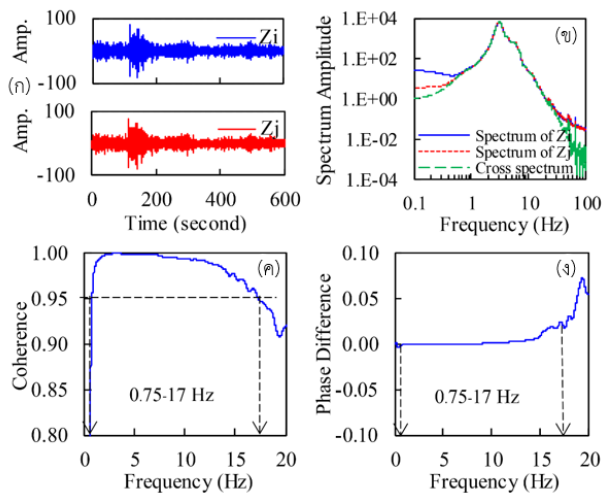 Amp.
100
0
-100
Zi
(ก)
Amp.
100
0
-100
Zj
0 100 200 300 400 500 600
Time (second)
(ข)
Spectrum Amplitude
1.E+04
1.E+02
1.E+00
1.E-02
1.E-04
Spectrum of Zi
Spectrum of Zj
Cross spectrum
0.1 1 10 100
Frequency (Hz)
(ค)
Coherence
1.00
0.95
0.90
0.85
0.80
0.75-17 Hz
0 5 10 15 20
Frequency (Hz)
(ง)
Phase Difference
0.10
0.05
0.00
-0.05
-0.10
0.75-17 Hz
0 5 10 15 20
Frequency (Hz)